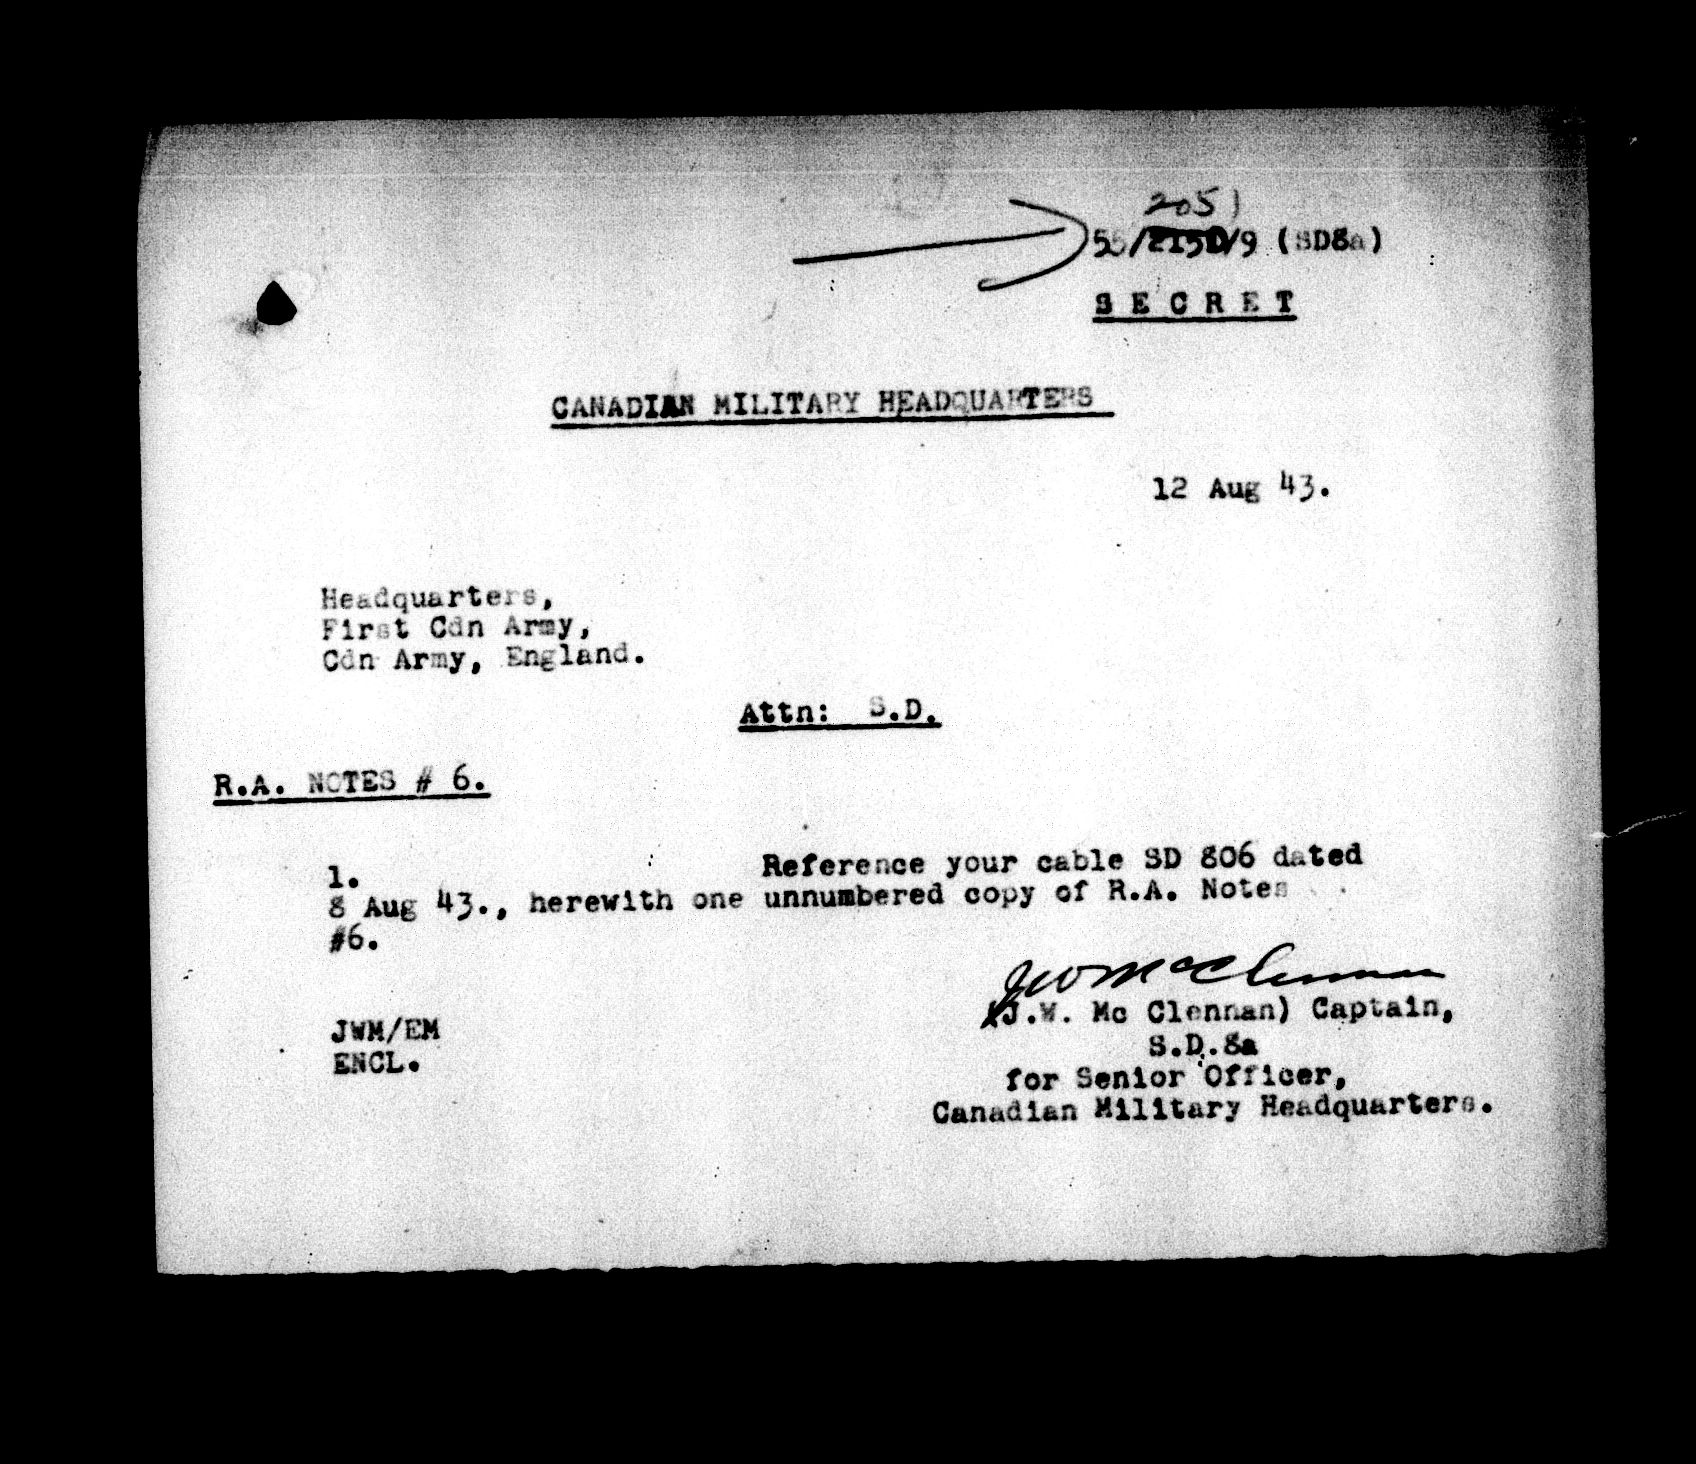 2051
55/2150/9 (SD8a)
S E C R E T
CANADIAN MILITARY HEADQUARTERS
12 Aug 43.
Headquarters,
First Cdn Army,
Cdn Army, England.
Attn: S.D.
R.A. NOTES # 6.
1. Reference your cable SD 806 dated
8 Aug 43., herewith one unnumbered copy of R.A. Notes
#6.
JWMcClennan
(J.W. Mc Clennan) Captain,
S.D.8a
for Senior Officer,
Canadian Military Headquarters.
JWM/EM
ENCL.